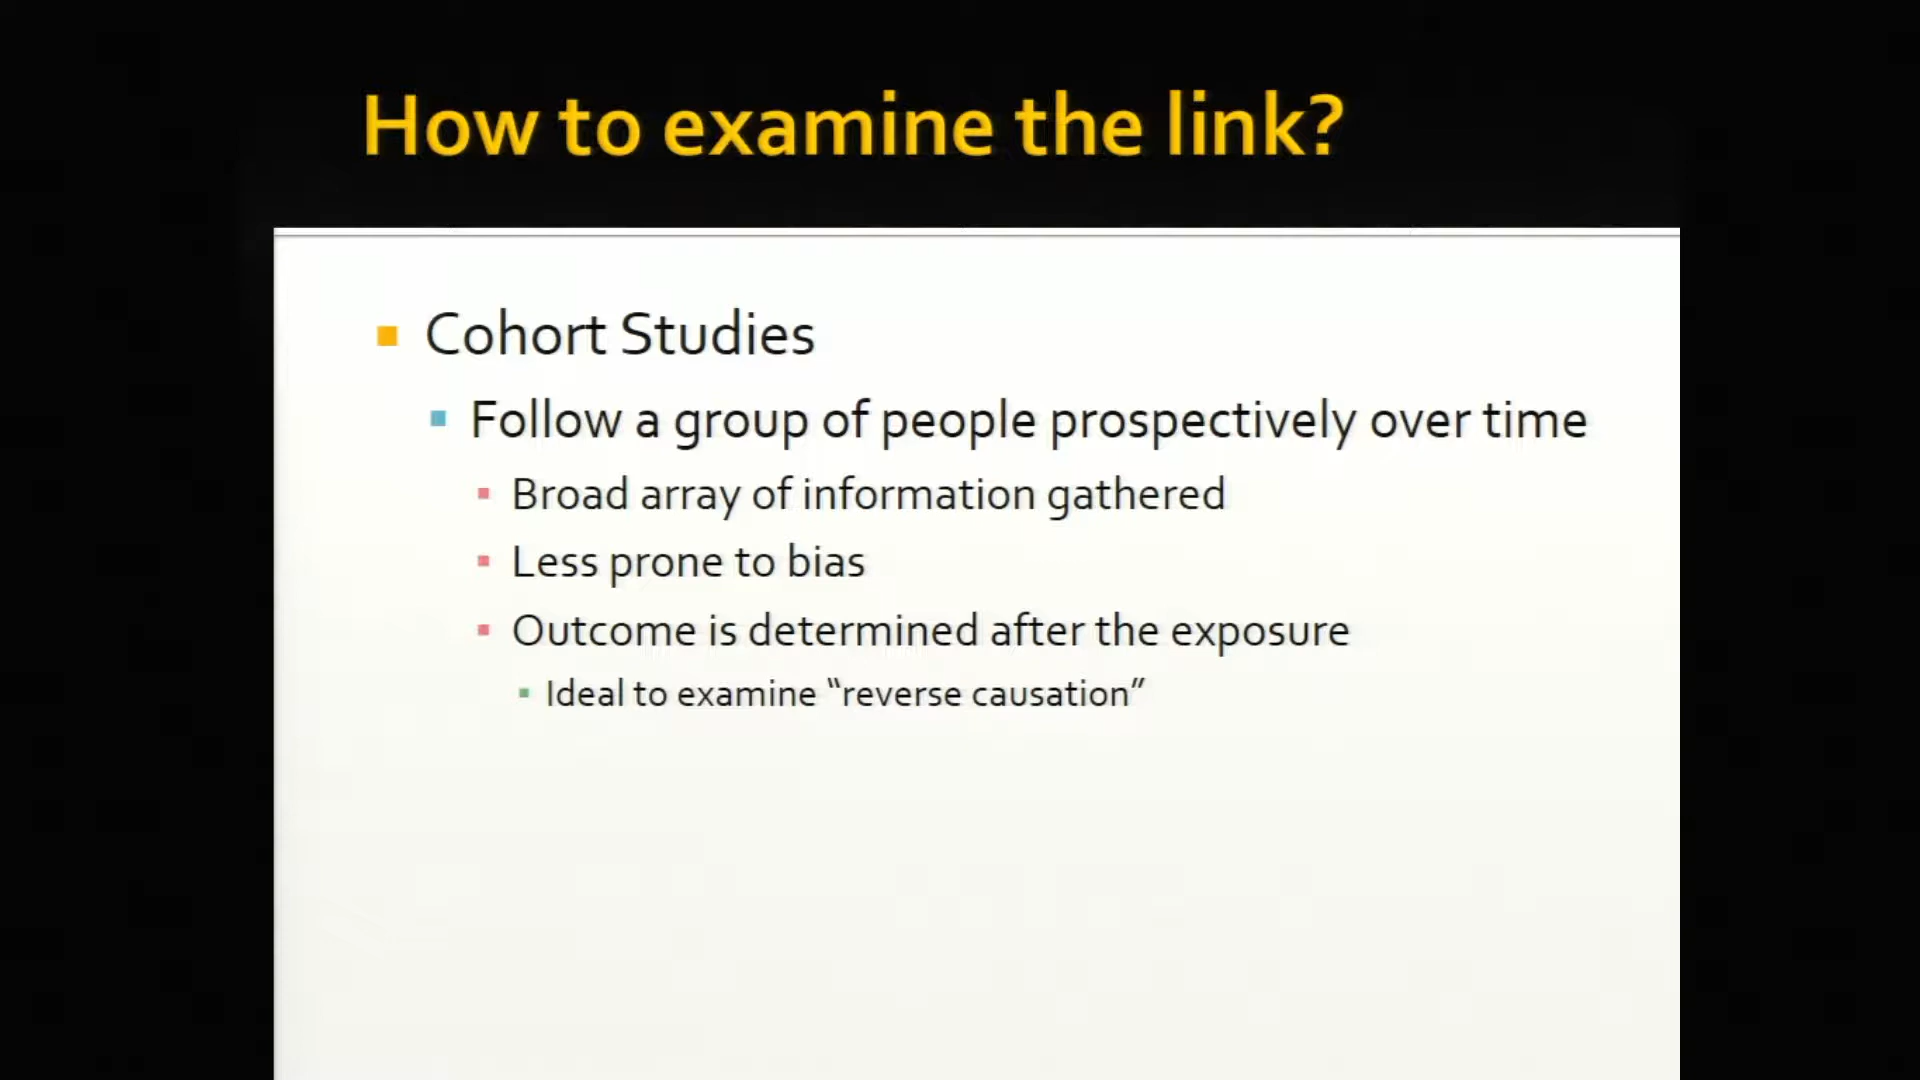 How to examine the link?
Cohort Studies
Follow a group of people prospectively over time
Broad array of information gathered
Less prone to bias
Outcome is determined after the exposure
Ideal to examine “reverse causation”